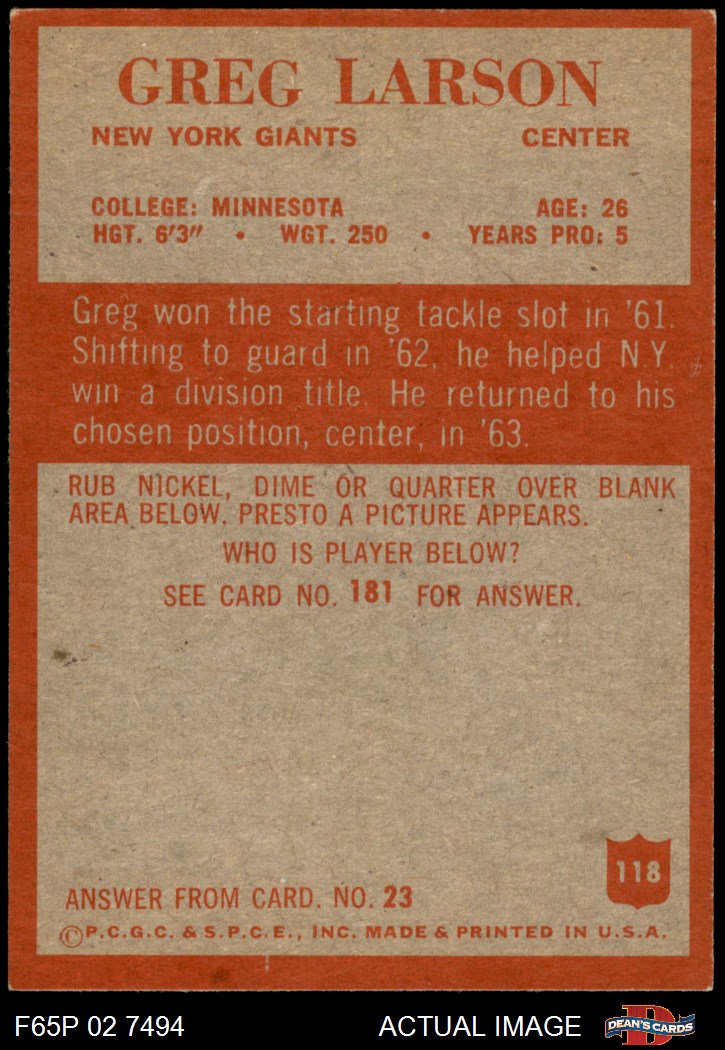 GREG LARSON
NEW YORK GIANTS CENTER
COLLEGE: MINNESOTA AGE: 26
HGT. 6'3" • WGT. 250 • YEARS PRO: 5
Greg won the starting tackle slot in '61.
Shifting to guard in '62, he helped N.Y.
win a division title. He returned to his
chosen position, center, in '63.
RUB NICKEL, DIME OR QUARTER OVER BLANK
AREA BELOW. PRESTO A PICTURE APPEARS.
WHO IS PLAYER BELOW?
SEE CARD NO. 181 FOR ANSWER.
118
ANSWER FROM CARD. NO. 23
©P.C.G.C. & S.P.C.E., INC. MADE & PRINTED IN U.S.A.
F65P 02 7494 ACTUAL IMAGE D DEAN'S CARDS